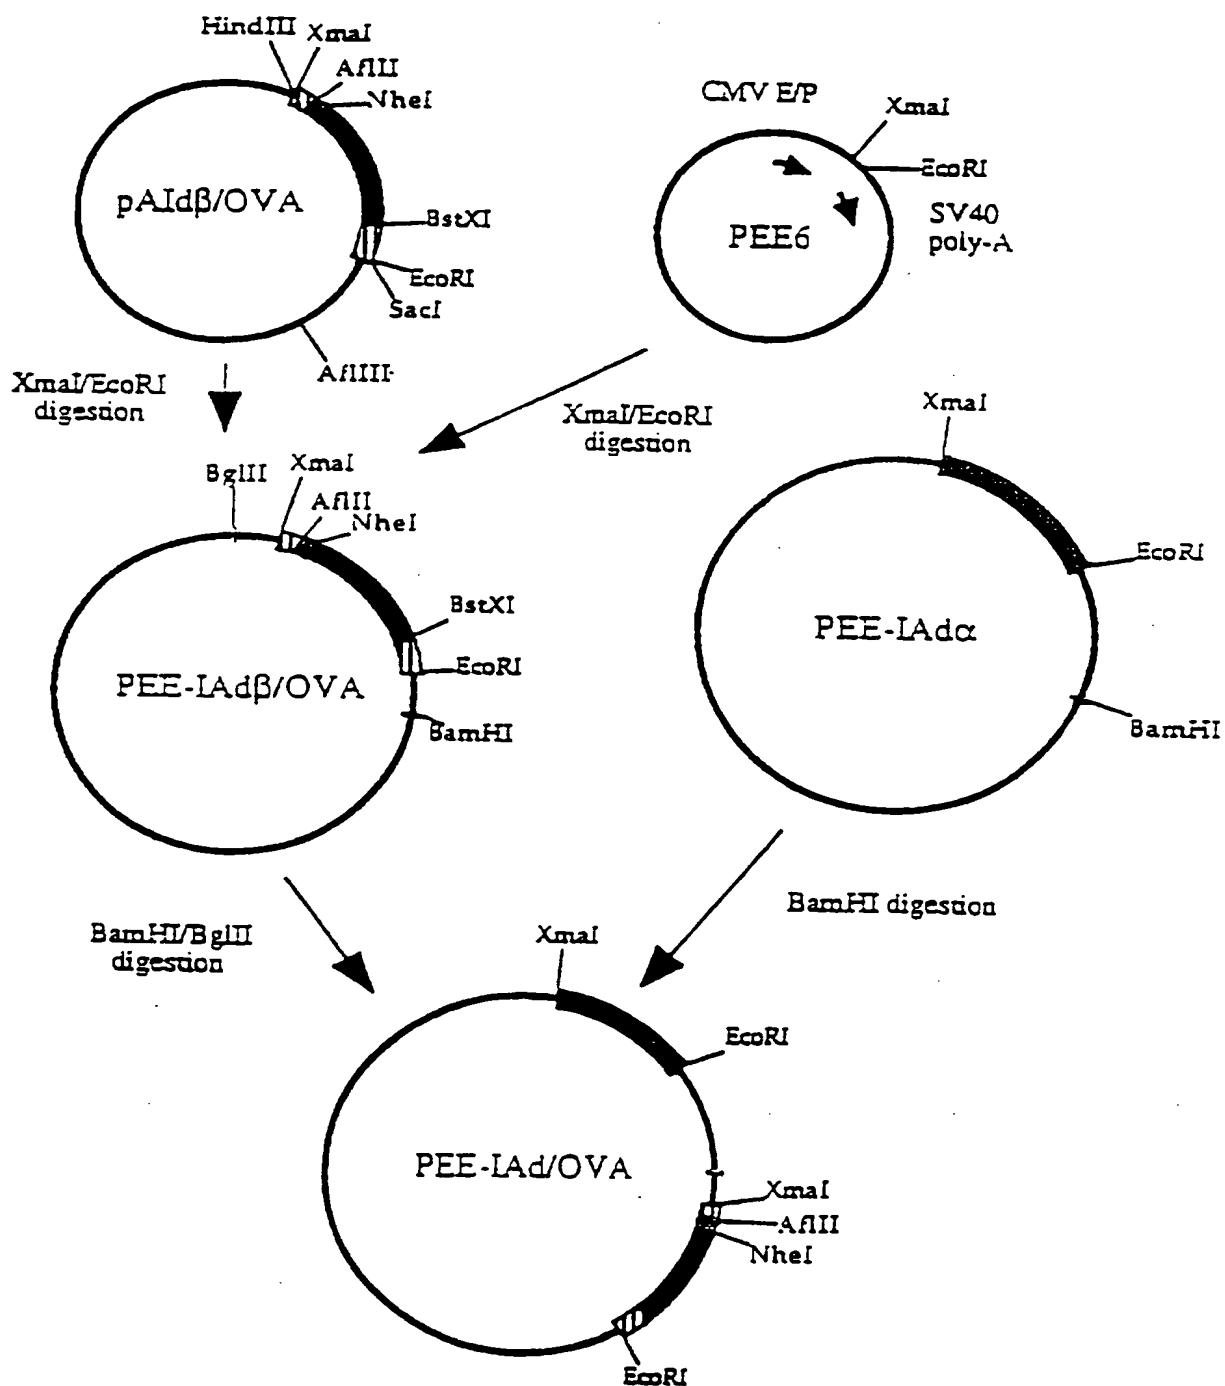 HindIII
XmaI
AflII
NheI
pAIdβ/OVA
BstXI
EcoRI
SacI
AflIII
CMV E/P
XmaI
EcoRI
SV40
poly-A
PEE6
XmaI/EcoRI
digestion
XmaI/EcoRI
digestion
BglII
XmaI
AflII
NheI
BstXI
EcoRI
BamHI
PEE-IAdβ/OVA
XmaI
EcoRI
PEE-IAdα
BamHI
BamHI/BglII
digestion
BamHI digestion
XmaI
EcoRI
PEE-IAd/OVA
XmaI
AflII
NheI
EcoRI